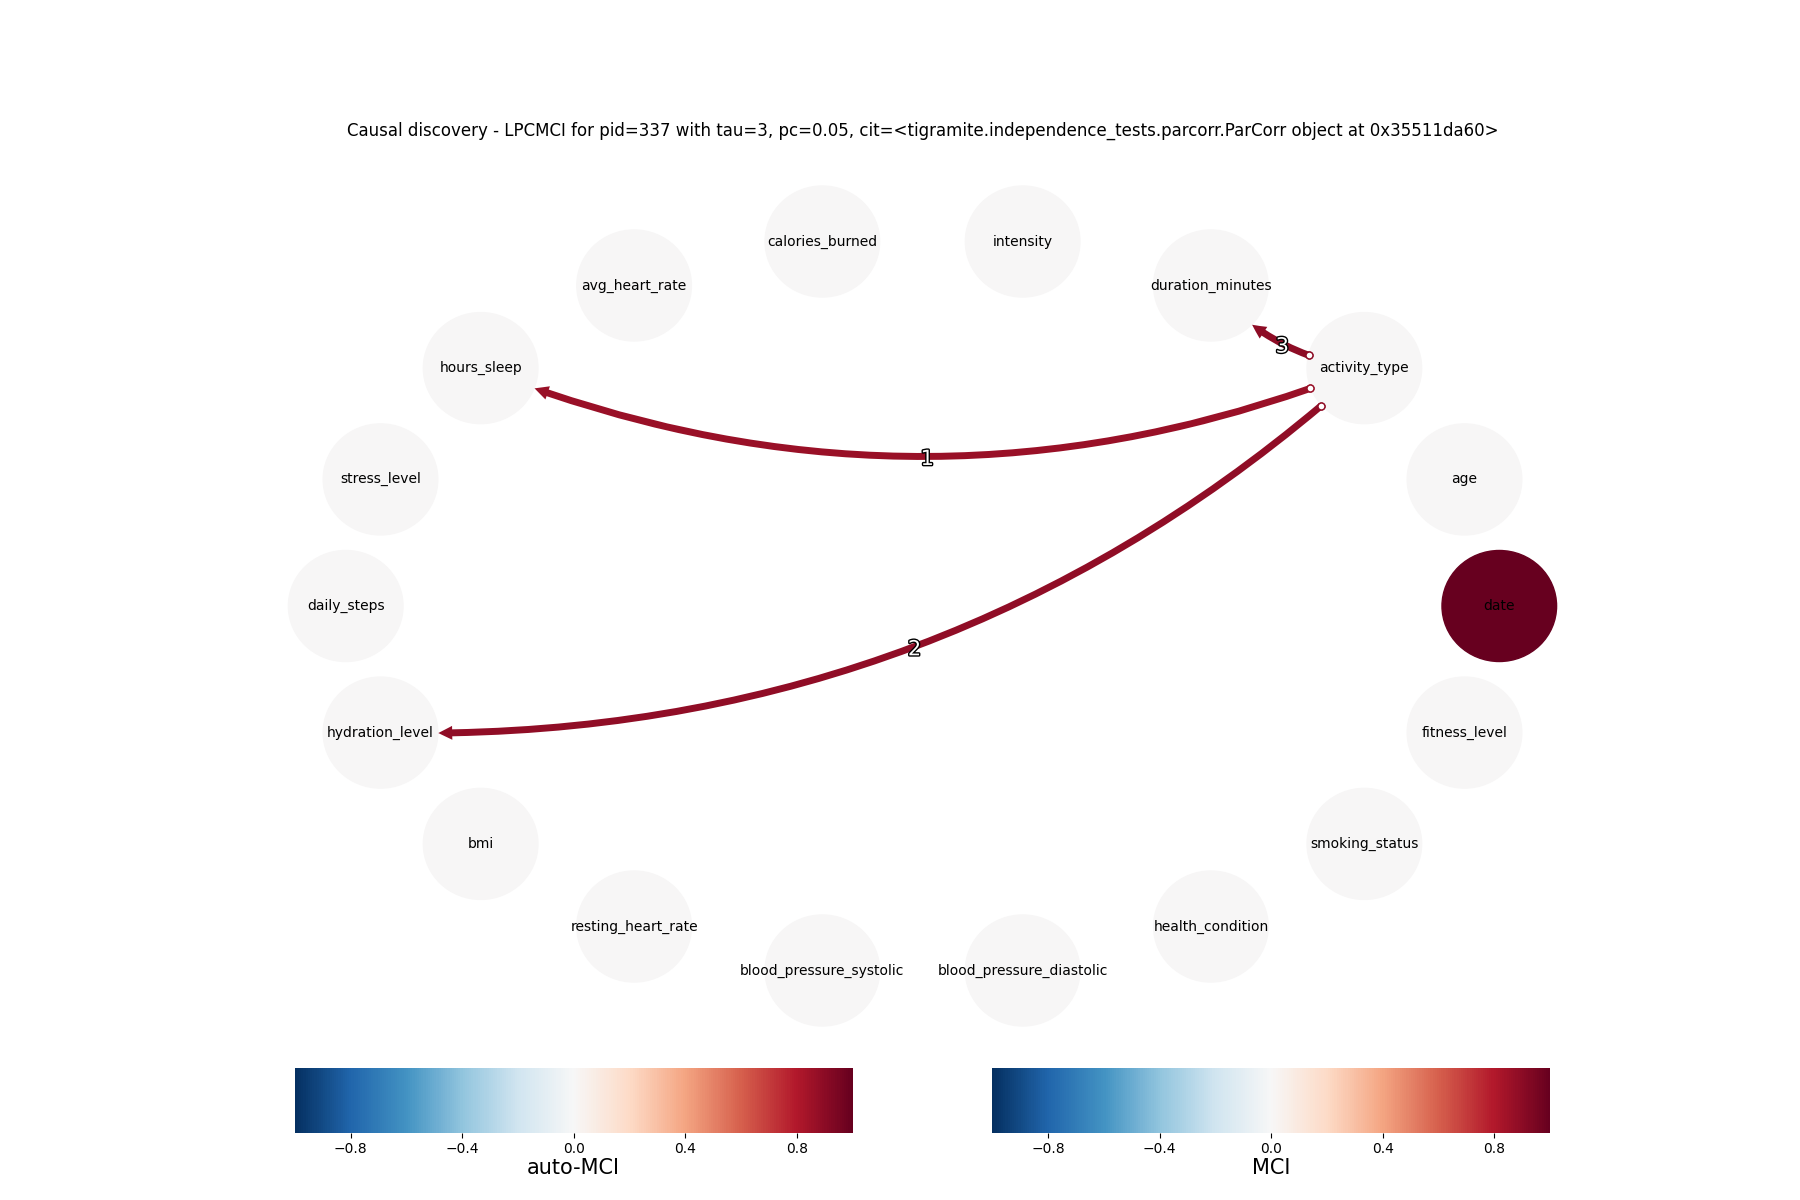 Causal discovery - LPCMCI for pid=337 with tau=3, pc=0.05, cit=<tigramite.independence_tests.parcorr.ParCorr object at 0x35511da60>
calories_burned
intensity
avg_heart_rate
duration_minutes
3
hours_sleep
activity_type
1
stress_level
age
daily_steps
date
2
hydration_level
fitness_level
bmi
smoking_status
resting_heart_rate
health_condition
blood_pressure_systolic
blood_pressure_diastolic
−0.8 −0.4 0.0 0.4 0.8
auto-MCI
−0.8 −0.4 0.0 0.4 0.8
MCI